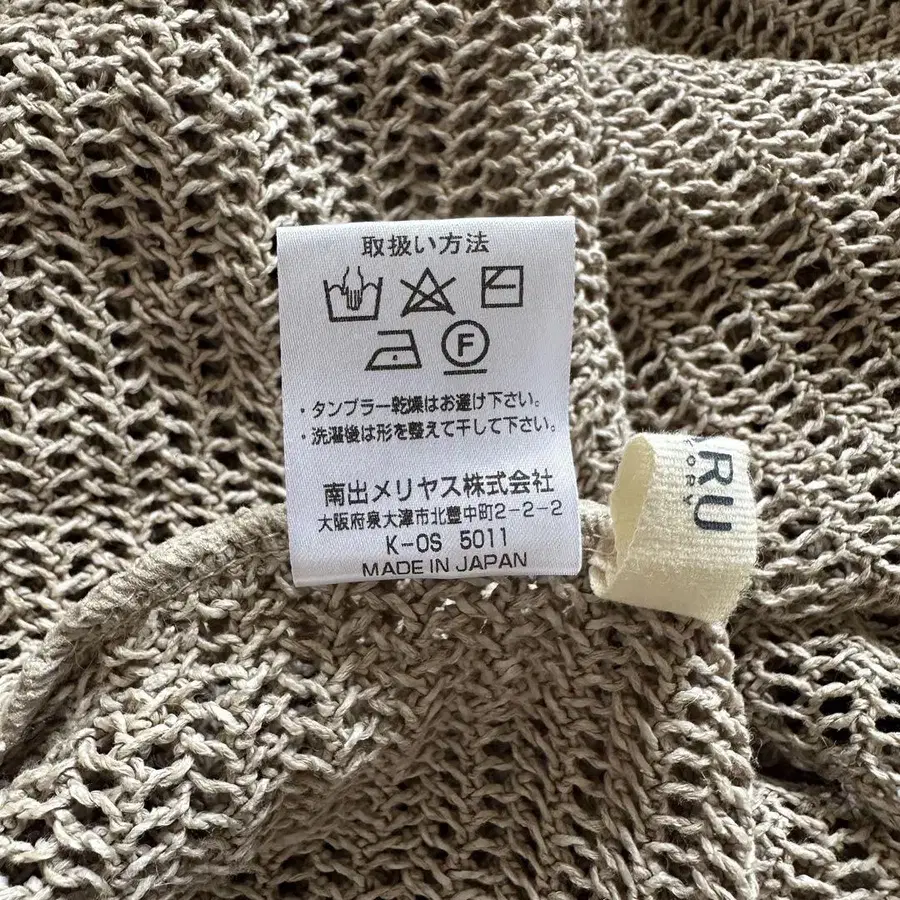 取扱い方法
F
・タンブラー乾燥はお避け下さい。
・洗濯後は形を整えて干して下さい。
南出メリヤス株式会社
大阪府泉大津市北豊中町2-2-2
K-OS 5011
MADE IN JAPAN
RU
ORY